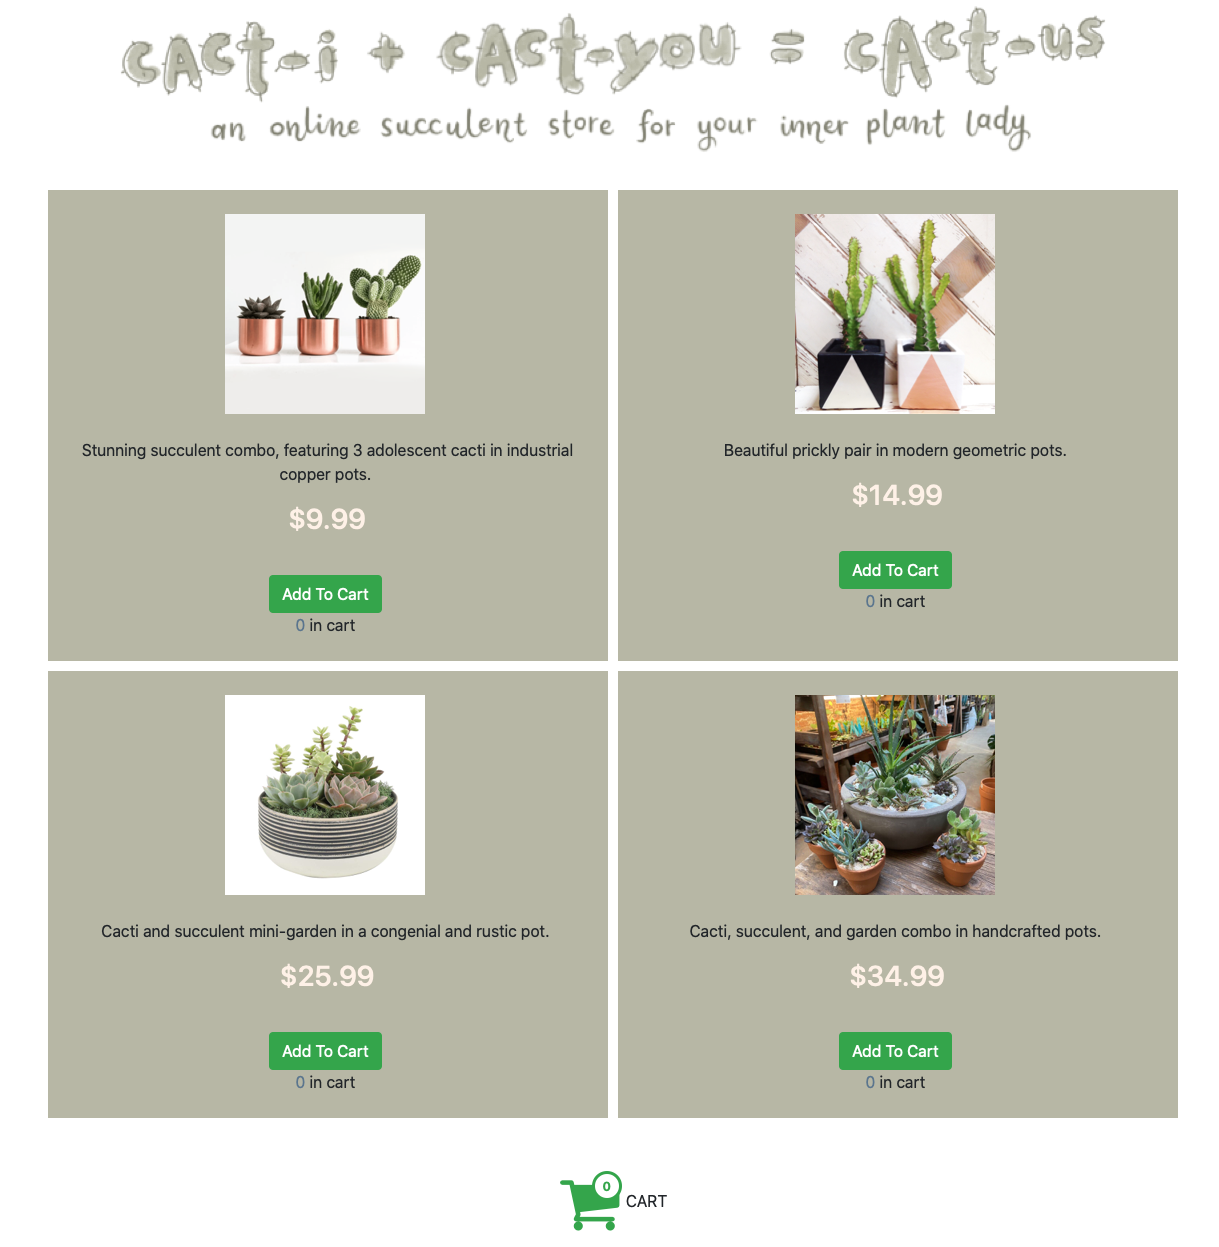 cAct-i + cAct-you = cAct-us
an online succulent store for your inner plant lady
Stunning succulent combo, featuring 3 adolescent cacti in industrial
copper pots.
$9.99
Add To Cart
0 in cart
Beautiful prickly pair in modern geometric pots.
$14.99
Add To Cart
0 in cart
Cacti and succulent mini-garden in a congenial and rustic pot.
$25.99
Add To Cart
0 in cart
Cacti, succulent, and garden combo in handcrafted pots.
$34.99
Add To Cart
0 in cart
0 CART